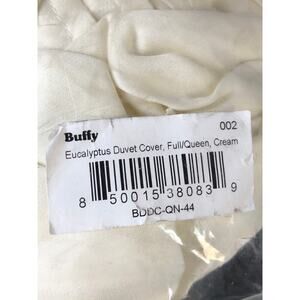 Buffy 002
Eucalyptus Duvet Cover, Full/Queen, Cream
8 50015 38083 9
BDDC-QN-44